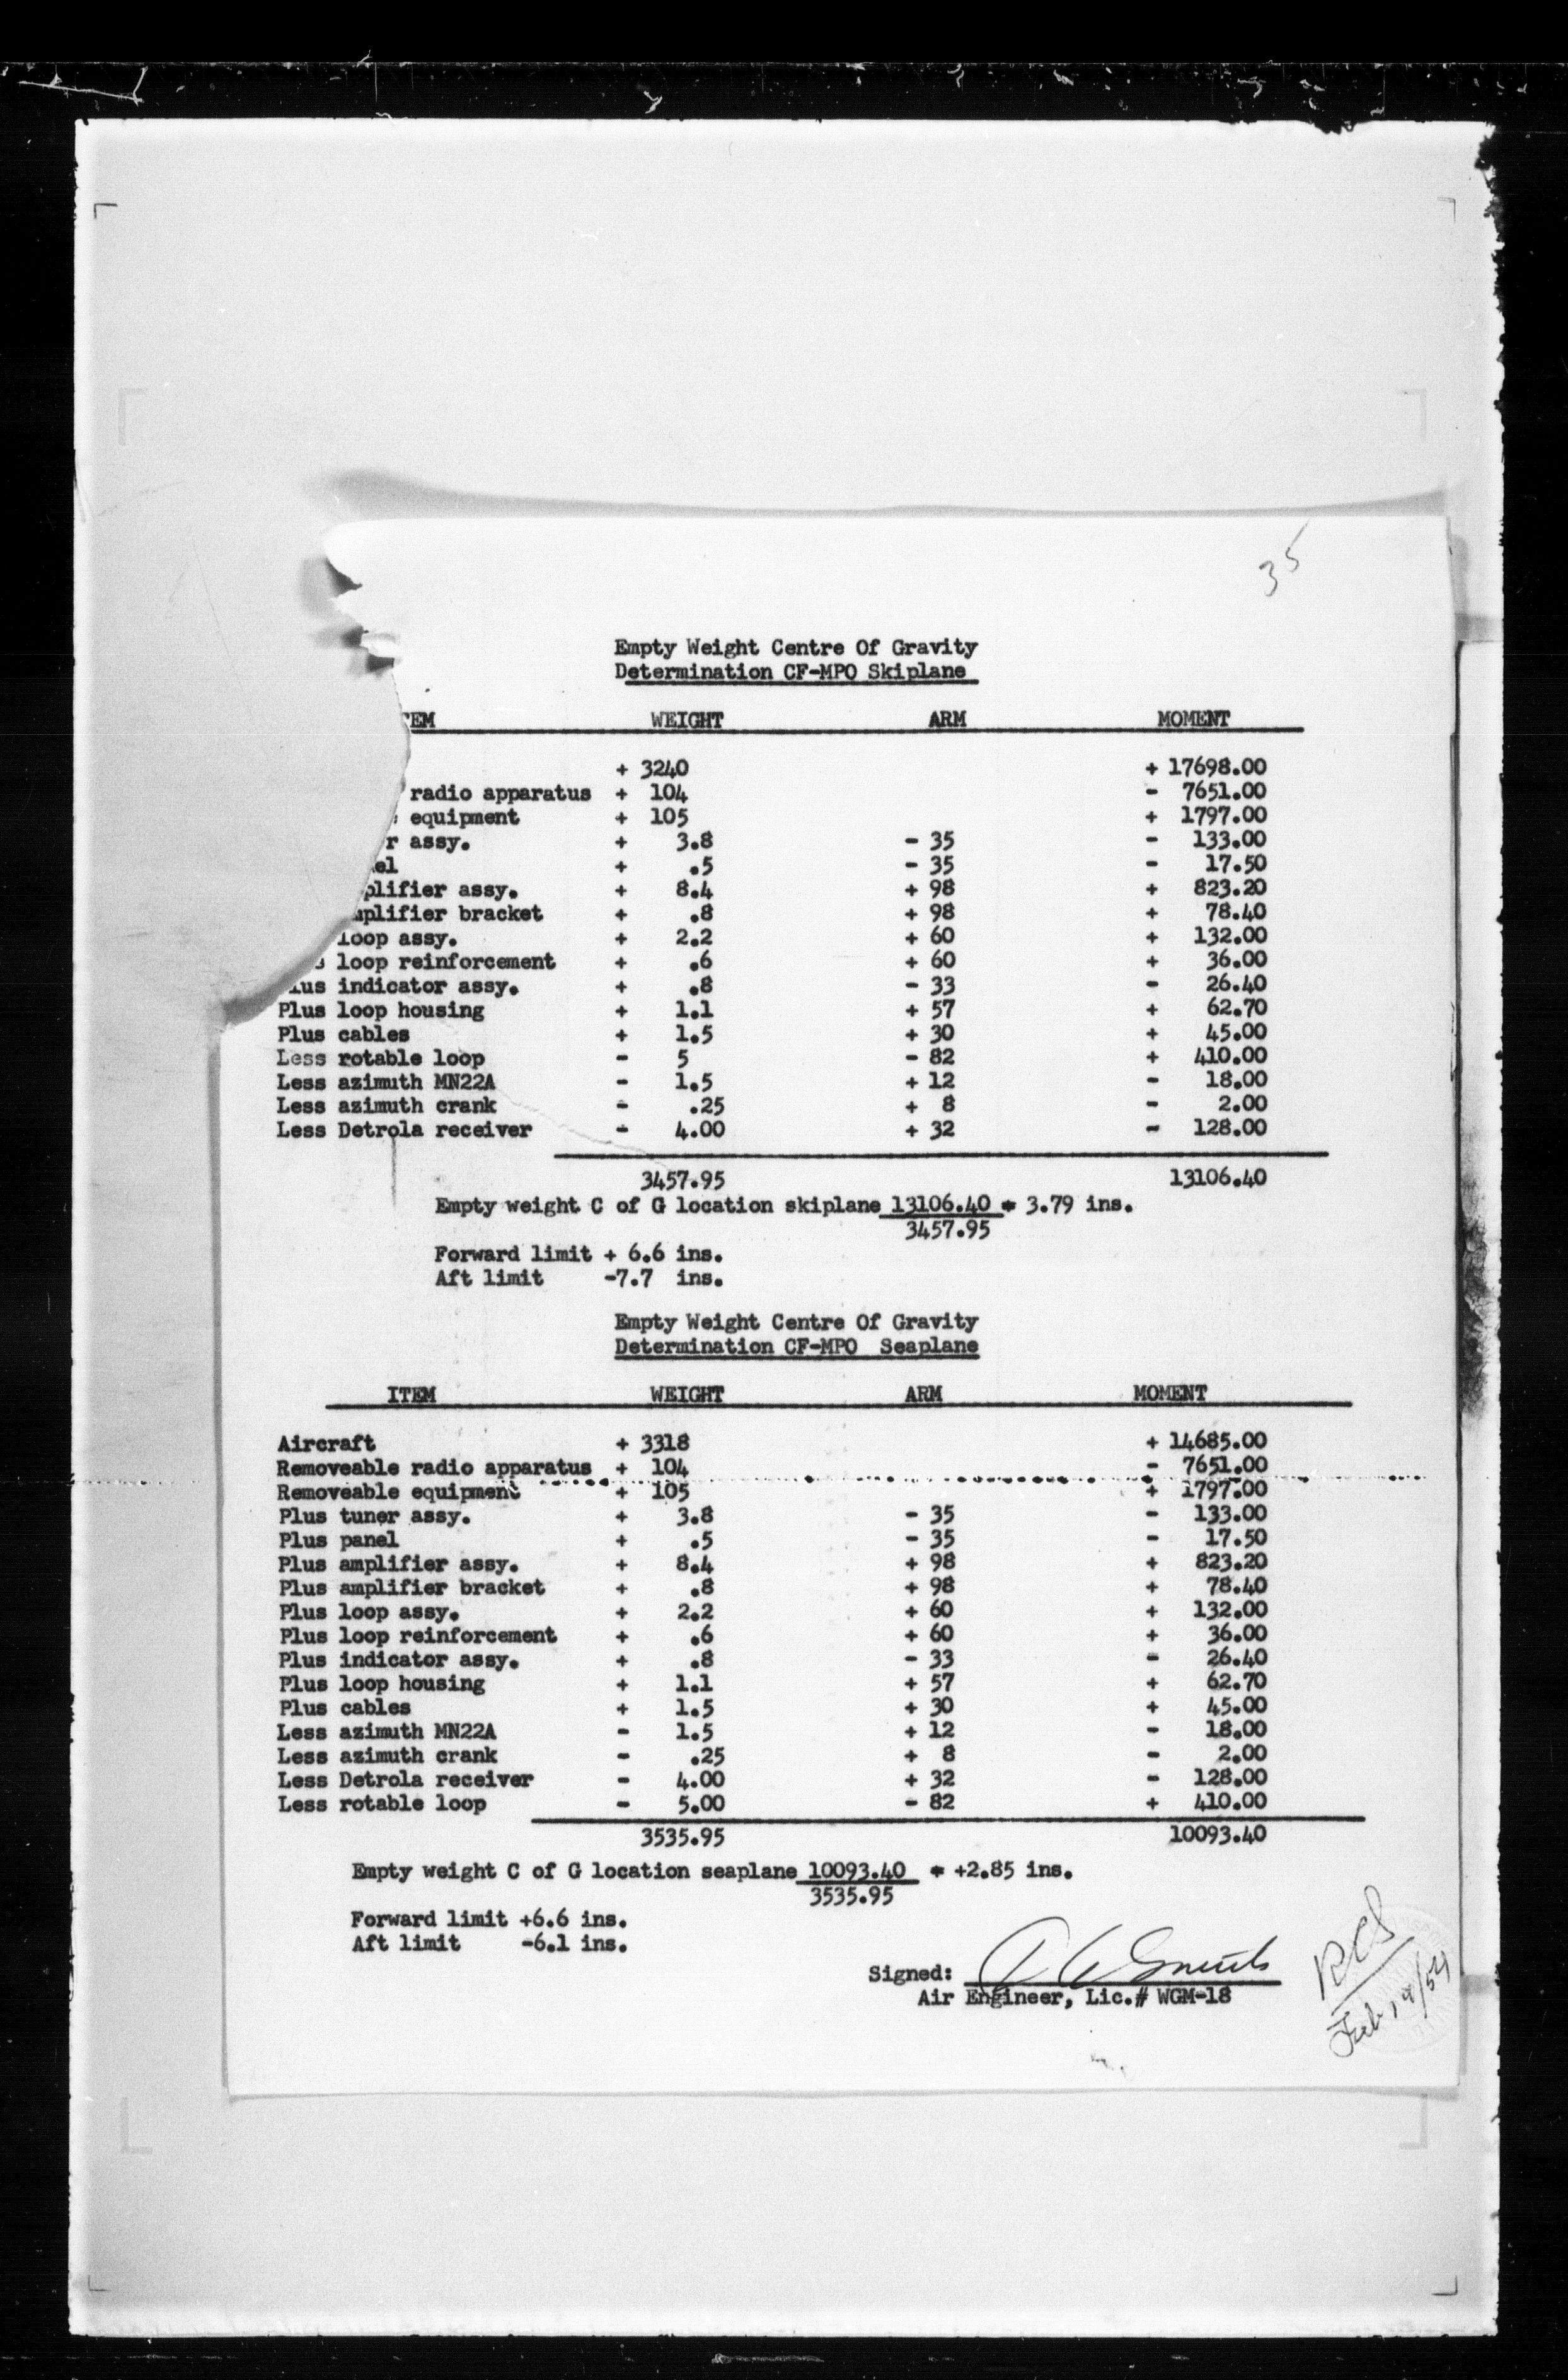 35
Empty Weight Centre Of Gravity
Determination CF-MPO Skiplane
TEM WEIGHT ARM MOMENT
+ 3240 + 17698.00
radio apparatus + 104 - 7651.00
equipment + 105 + 1797.00
r assy. + 3.8 - 35 - 133.00
el + .5 - 35 - 17.50
plifier assy. + 8.4 + 98 + 823.20
mplifier bracket + .8 + 98 + 78.40
loop assy. + 2.2 + 60 + 132.00
s loop reinforcement + .6 + 60 + 36.00
lus indicator assy. + .8 - 33 - 26.40
Plus loop housing + 1.1 + 57 + 62.70
Plus cables + 1.5 + 30 + 45.00
Less rotable loop - 5 - 82 + 410.00
Less azimuth MN22A - 1.5 + 12 - 18.00
Less azimuth crank - .25 + 8 - 2.00
Less Detrola receiver - 4.00 + 32 - 128.00
3457.95 13106.40
Empty weight C of G location skiplane 13106.40 = 3.79 ins.
3457.95
Forward limit + 6.6 ins.
Aft limit -7.7 ins.
Empty Weight Centre Of Gravity
Determination CF-MPO Seaplane
ITEM WEIGHT ARM MOMENT
Aircraft + 3318 + 14685.00
Removeable radio apparatus + 104 - 7651.00
Removeable equipment + 105 + 1797.00
Plus tuner assy. + 3.8 - 35 - 133.00
Plus panel + .5 - 35 - 17.50
Plus amplifier assy. + 8.4 + 98 + 823.20
Plus amplifier bracket + .8 + 98 + 78.40
Plus loop assy. + 2.2 + 60 + 132.00
Plus loop reinforcement + .6 + 60 + 36.00
Plus indicator assy. + .8 - 33 - 26.40
Plus loop housing + 1.1 + 57 + 62.70
Plus cables + 1.5 + 30 + 45.00
Less azimuth MN22A - 1.5 + 12 - 18.00
Less azimuth crank - .25 + 8 - 2.00
Less Detrola receiver - 4.00 + 32 - 128.00
Less rotable loop - 5.00 - 82 + 410.00
3535.95 10093.40
Empty weight C of G location seaplane 10093.40 = +2.85 ins.
3535.95
Forward limit +6.6 ins.
Aft limit -6.1 ins.
Signed:
Air Engineer, Lic.# WGM-18
RCS